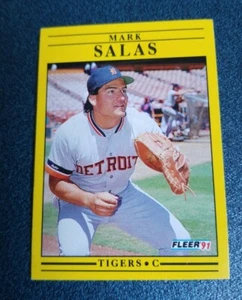 MARK
SALAS
DETROIT
FLEER 91
TIGERS • C